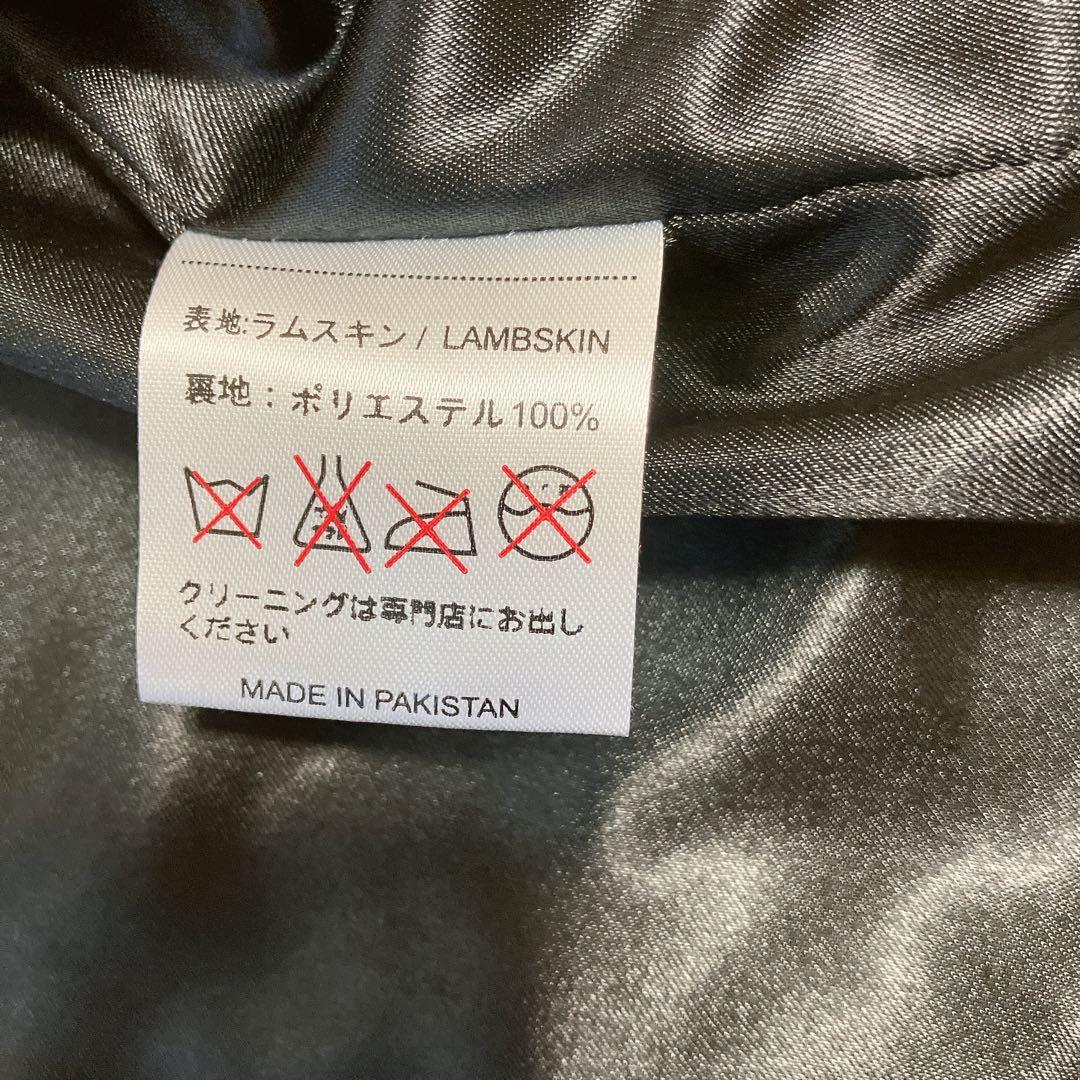 表地:ラムスキン / LAMBSKIN
裏地：ポリエステル100%
クリーニングは専門店にお出し
ください
MADE IN PAKISTAN